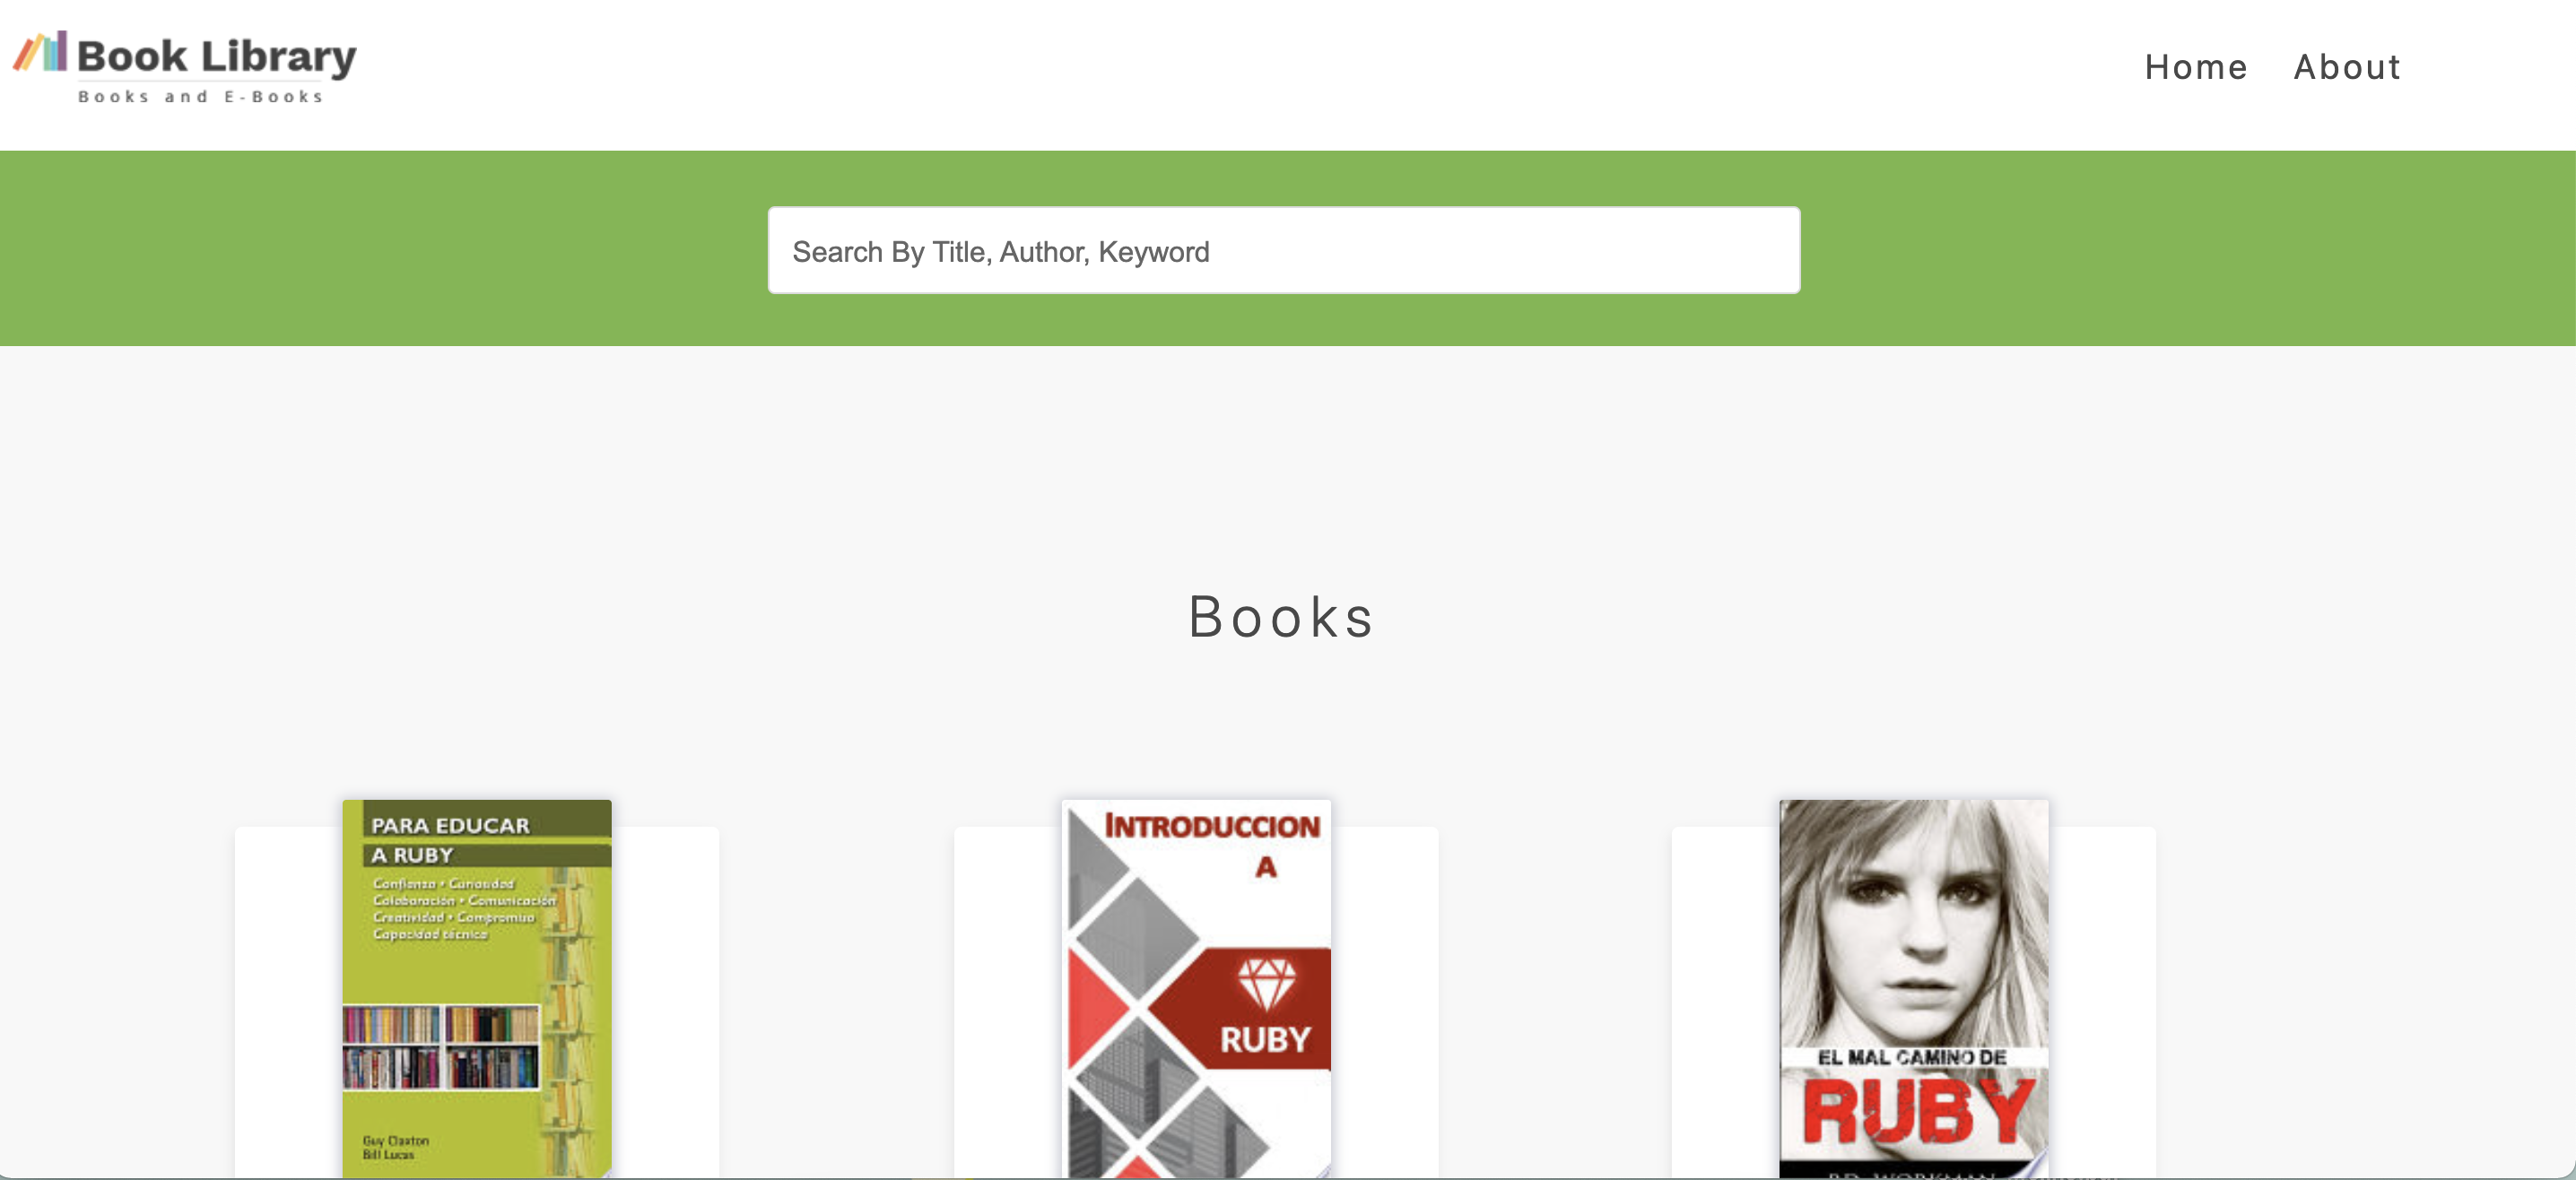 Book Library
Books and E-Books
Home About
Search By Title, Author, Keyword
Books
PARA EDUCAR
A RUBY
Confianza • Curiosidad
Colaboración • Comunicación
Creatividad • Compromiso
Capacidad técnica
Guy Claxton
Bill Lucas
INTRODUCCION
A
RUBY
EL MAL CAMINO DE
RUBY
P.D. WORKMAN